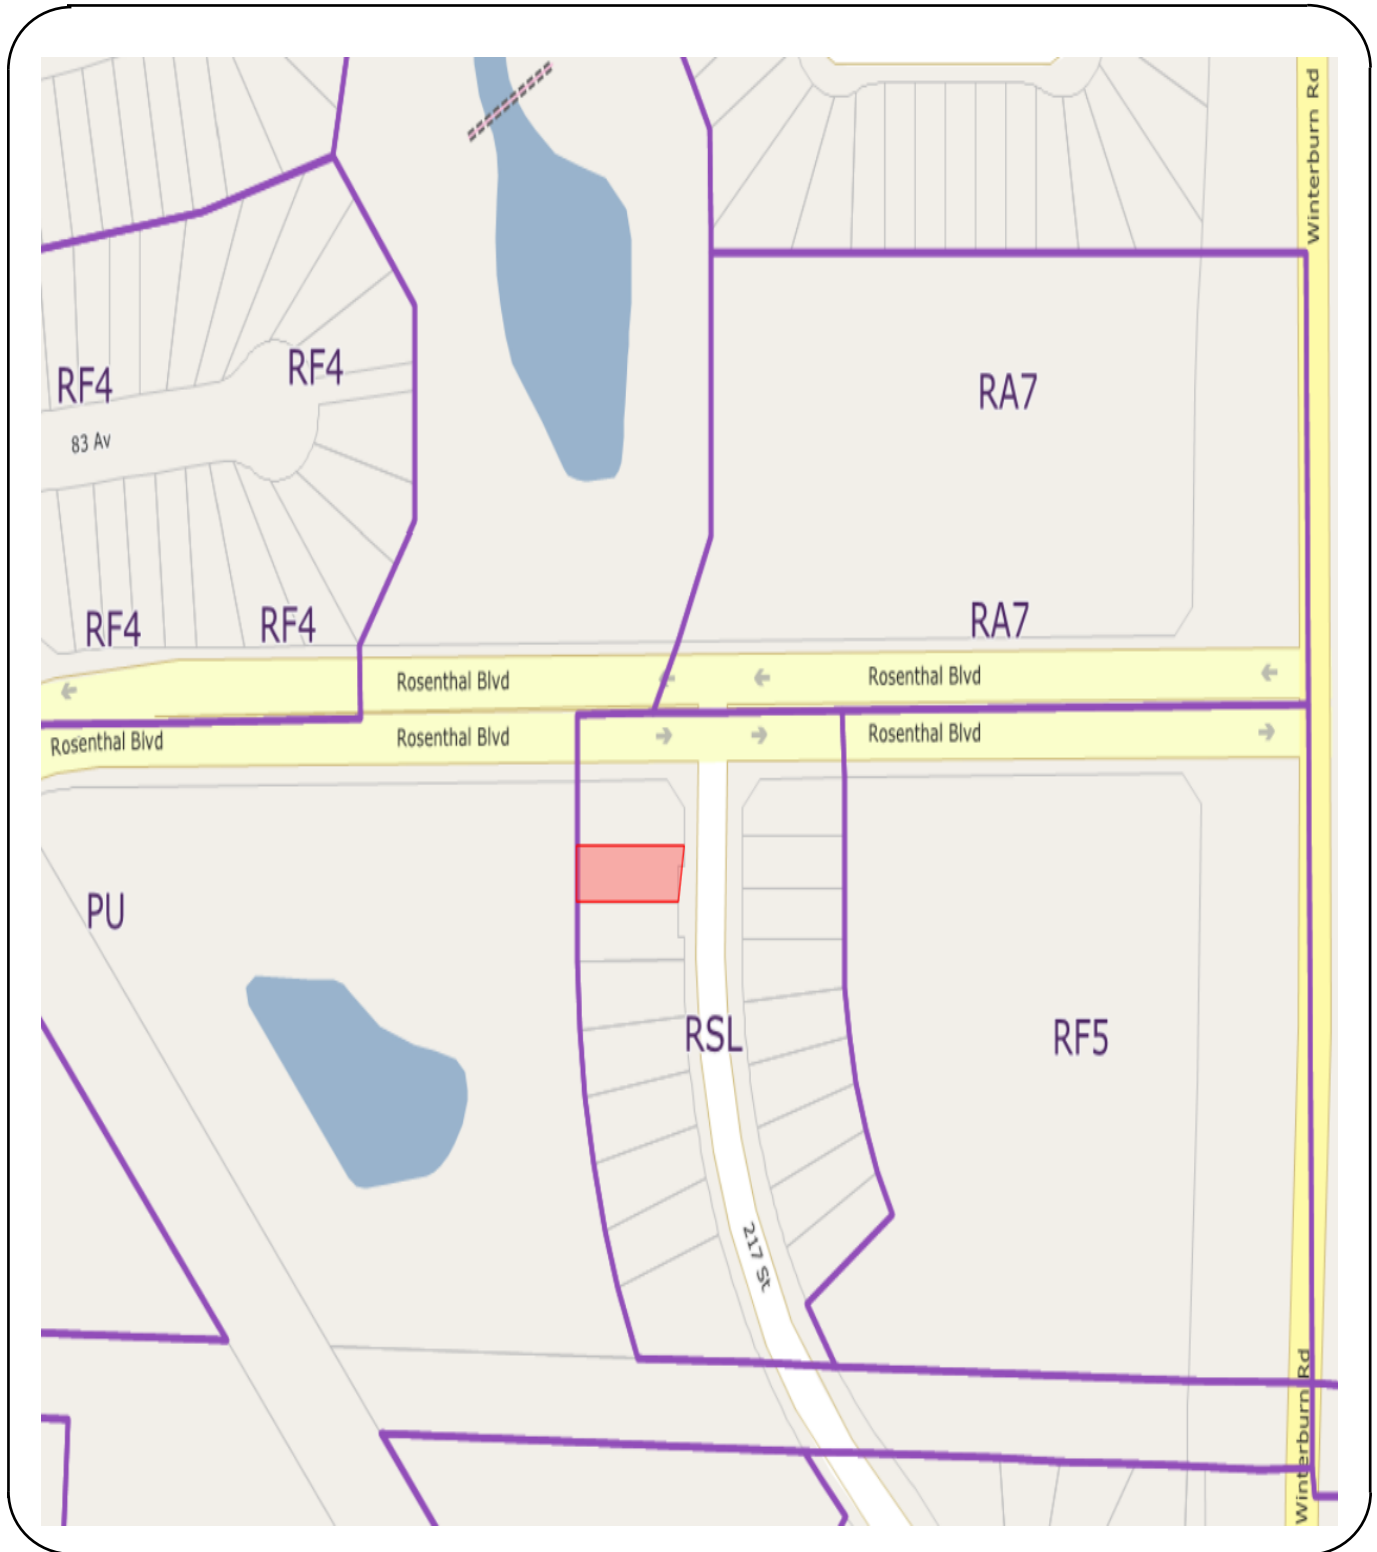 Winterburn Rd
RF4
RF4
RA7
83 Av
RF4
RF4
RA7
Rosenthal Blvd
Rosenthal Blvd
Rosenthal Blvd
Rosenthal Blvd
Rosenthal Blvd
PU
RSL
RF5
217 St
Winterburn Rd